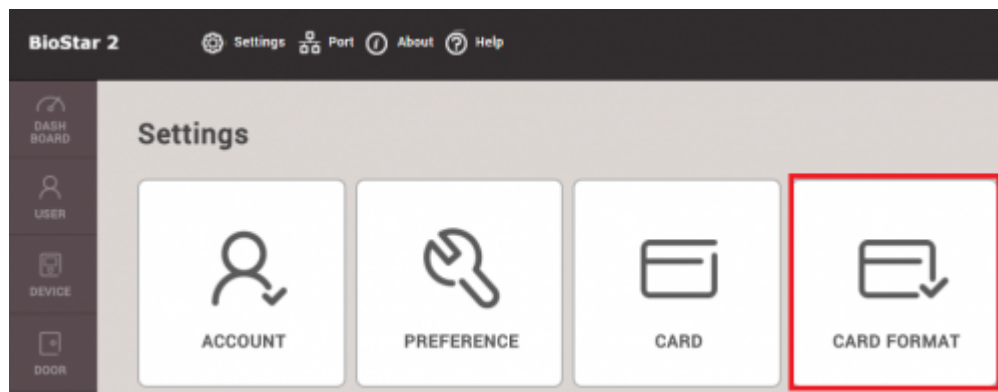 BioStar 2 Settings Port About Help
DASH
BOARD
Settings
USER
DEVICE
DOOR
ACCOUNT PREFERENCE CARD CARD FORMAT